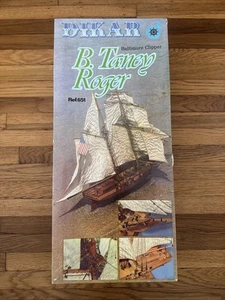 DIKAR
Baltimore Clipper
B. Taney
Roger
Ref.651